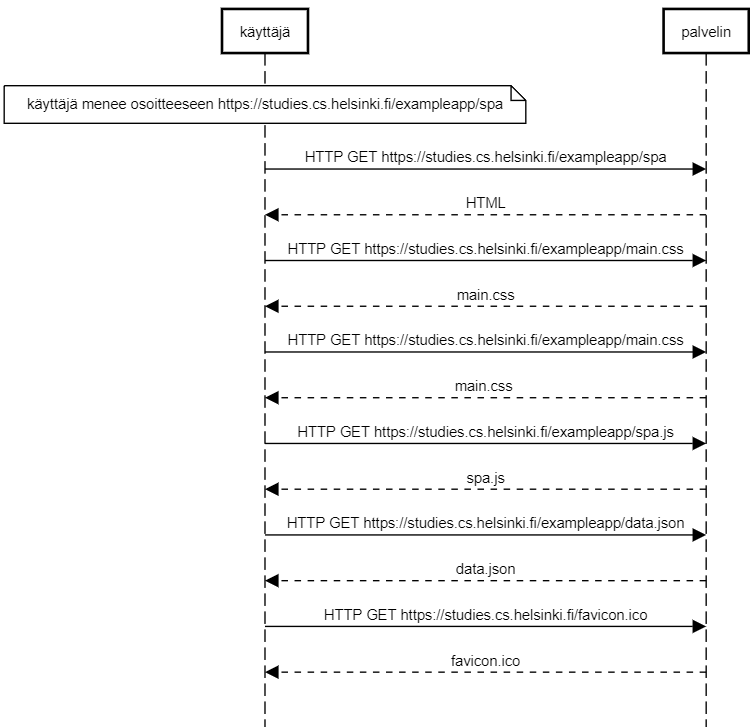 käyttäjä
palvelin
käyttäjä menee osoitteeseen https://studies.cs.helsinki.fi/exampleapp/spa
HTTP GET https://studies.cs.helsinki.fi/exampleapp/spa
HTML
HTTP GET https://studies.cs.helsinki.fi/exampleapp/main.css
main.css
HTTP GET https://studies.cs.helsinki.fi/exampleapp/main.css
main.css
HTTP GET https://studies.cs.helsinki.fi/exampleapp/spa.js
spa.js
HTTP GET https://studies.cs.helsinki.fi/exampleapp/data.json
data.json
HTTP GET https://studies.cs.helsinki.fi/favicon.ico
favicon.ico